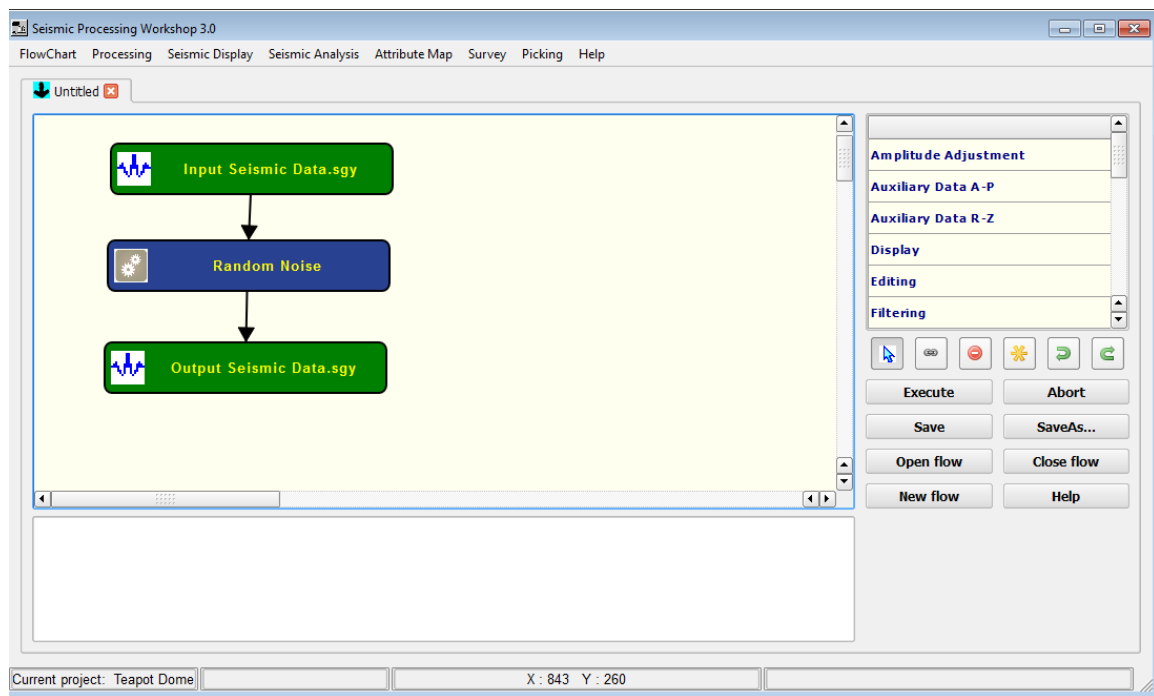 Seismic Processing Workshop 3.0
FlowChart Processing Seismic Display Seismic Analysis Attribute Map Survey Picking Help
Untitled
Input Seismic Data.sgy
Random Noise
Output Seismic Data.sgy
Amplitude Adjustment
Auxiliary Data A-P
Auxiliary Data R-Z
Display
Editing
Filtering
Execute Abort
Save SaveAs...
Open flow Close flow
New flow Help
Current project: Teapot Dome X : 843 Y : 260